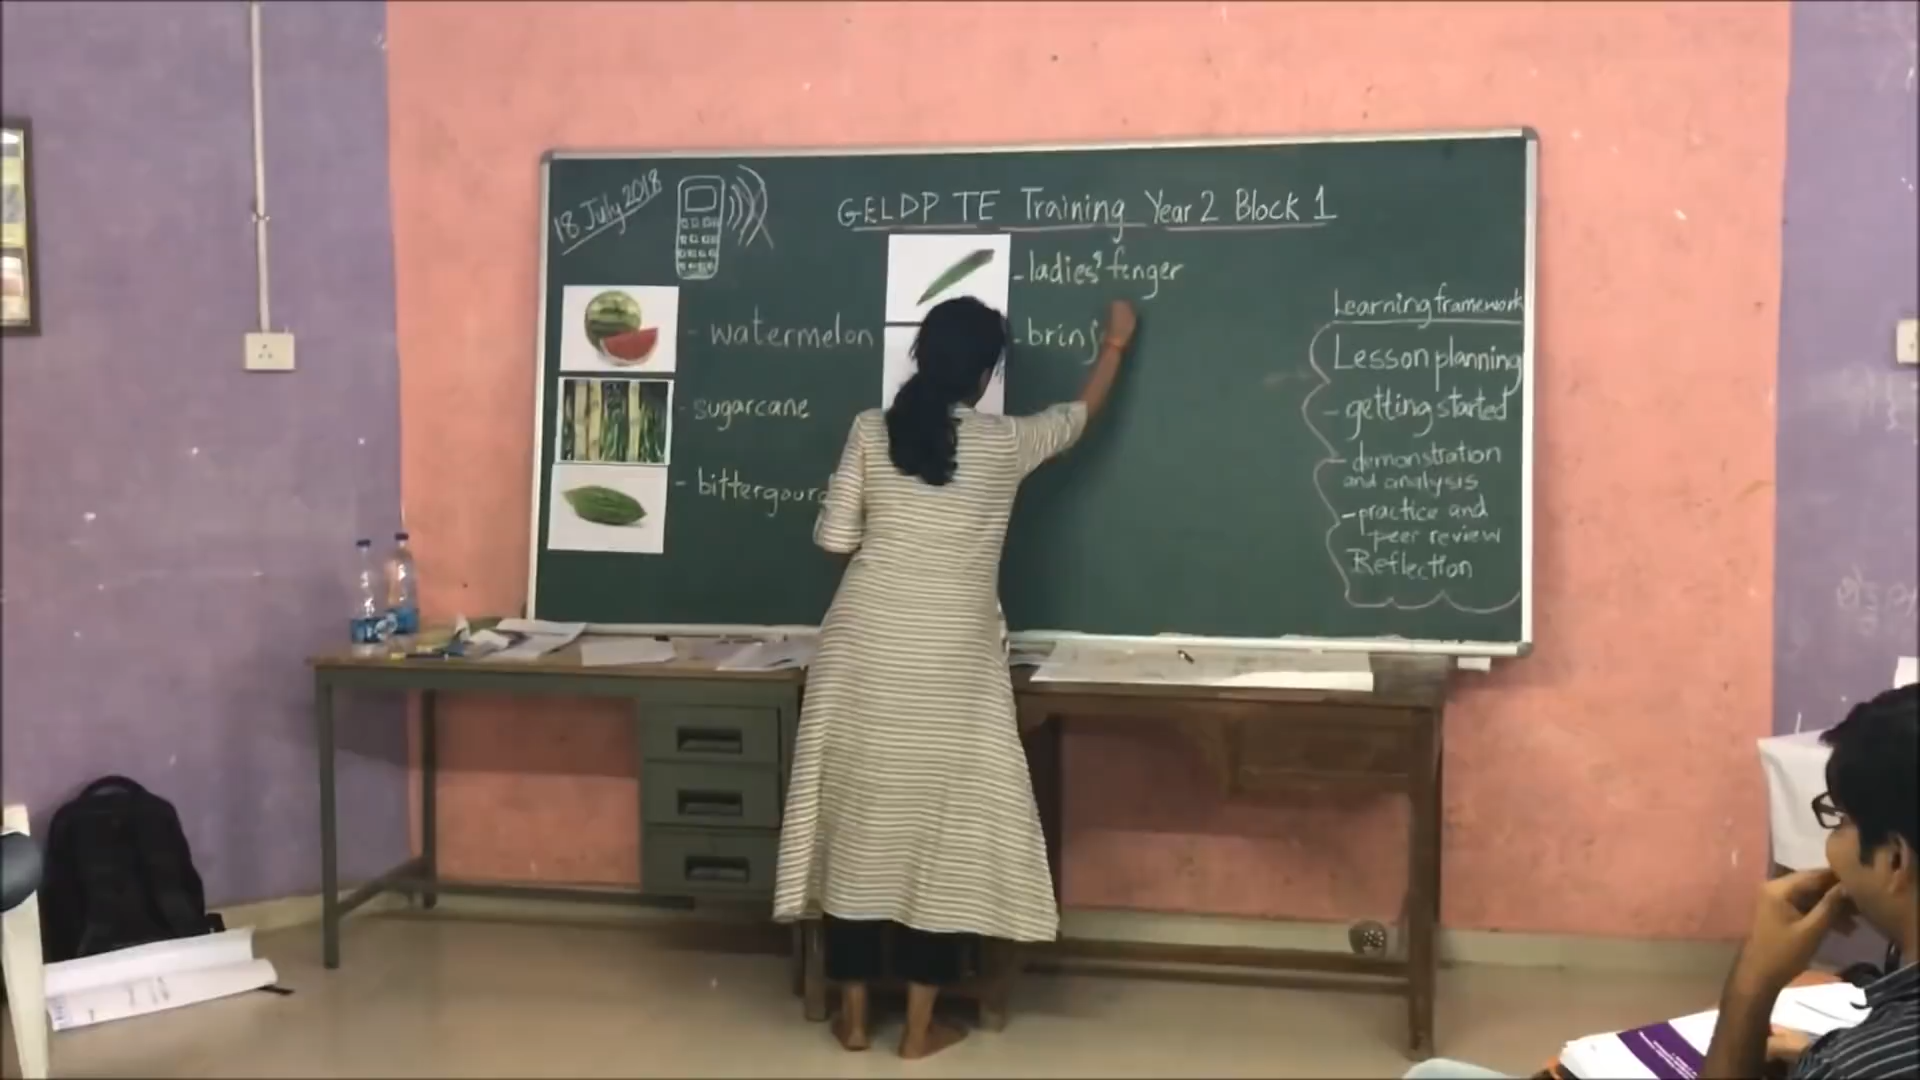 18 July 2018
GELDP TE Training Year 2 Block 1
- watermelon
- sugarcane
- bittergourd
- ladies' finger
- brinj
Learning framework
Lesson planning
- getting started
- demonstration
and analysis
- practice and
peer review
Reflection